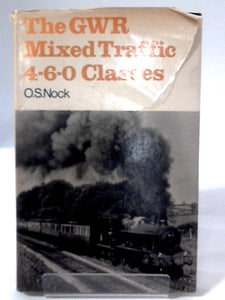 The GWR
Mixed Traffic
4-6-0 Classes
O.S.Nock